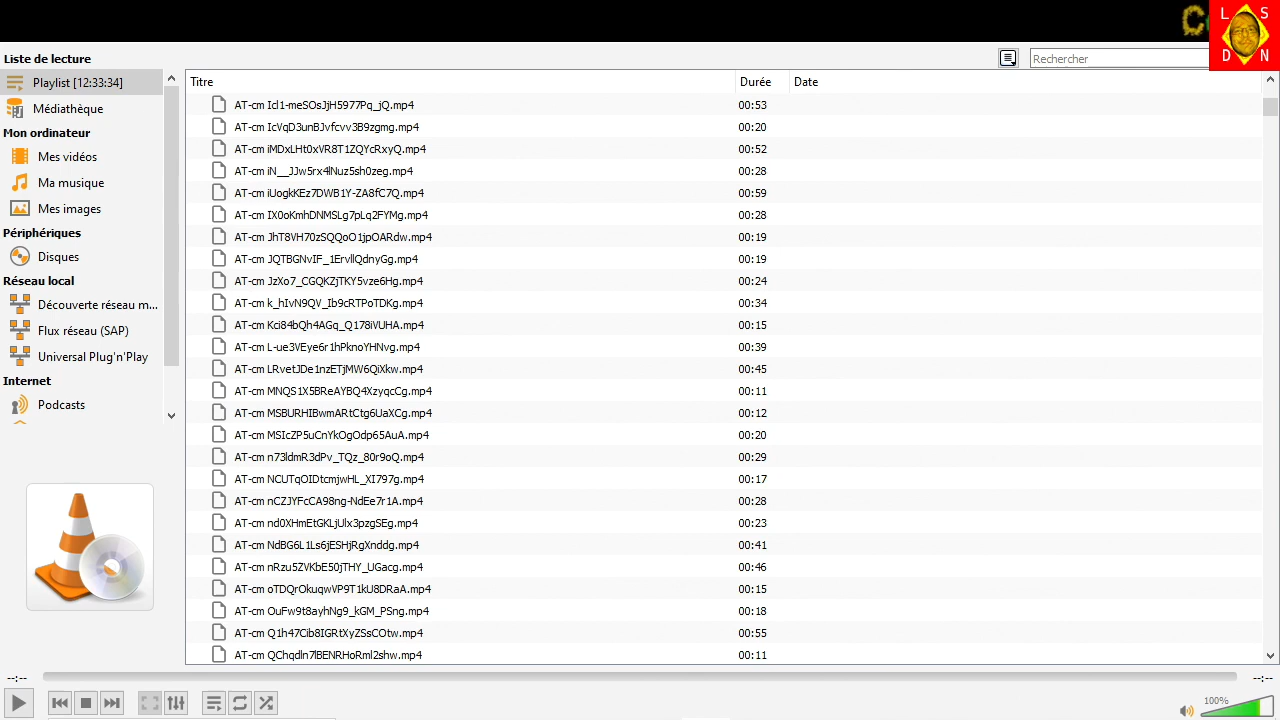 Co
L S
D N
Liste de lecture
Rechercher
Playlist [12:33:34]
Médiathèque
Mon ordinateur
Mes vidéos
Ma musique
Mes images
Périphériques
Disques
Réseau local
Découverte réseau m...
Flux réseau (SAP)
Universal Plug'n'Play
Internet
Podcasts
Titre Durée Date
AT-cm Icl1-meSOsJjH5977Pq_jQ.mp4 00:53
AT-cm IcVqD3unBJvfcvv3B9zgmg.mp4 00:20
AT-cm iMDxLHt0xVR8T1ZQYcRxyQ.mp4 00:52
AT-cm iN__JJw5rx4lNuz5sh0zeg.mp4 00:28
AT-cm iUogkKEz7DWB1Y-ZA8fC7Q.mp4 00:59
AT-cm IX0oKmhDNMSLg7pLq2FYMg.mp4 00:28
AT-cm JhT8VH70zSQQoO1jpOARdw.mp4 00:19
AT-cm JQTBGNvIF_1ErvllQdnyGg.mp4 00:19
AT-cm JzXo7_CGQKZjTKY5vze6Hg.mp4 00:24
AT-cm k_hIvN9QV_Ib9cRTPoTDKg.mp4 00:34
AT-cm Kci84bQh4AGq_Q178iVUHA.mp4 00:15
AT-cm L-ue3VEye6r1hPknoYHNvg.mp4 00:39
AT-cm LRvetJDe1nzETjMW6QiXkw.mp4 00:45
AT-cm MNQS1X5BReAYBQ4XzyqcCg.mp4 00:11
AT-cm MSBURHIBwmARtCtg6UaXCg.mp4 00:12
AT-cm MSIcZP5uCnYkOgOdp65AuA.mp4 00:20
AT-cm n73ldmR3dPv_TQz_80r9oQ.mp4 00:29
AT-cm NCUTqOIDtcmjwHL_XI797g.mp4 00:17
AT-cm nCZJYFcCA98ng-NdEe7r1A.mp4 00:28
AT-cm nd0XHmEtGKLjUlx3pzgSEg.mp4 00:23
AT-cm NdBG6L1Ls6jESHjRgXnddg.mp4 00:41
AT-cm nRzu5ZVKbE50jTHY_UGacg.mp4 00:46
AT-cm oTDQrOkuqwVP9T1kU8DRaA.mp4 00:15
AT-cm OuFw9t8ayhNg9_kGM_PSng.mp4 00:18
AT-cm Q1h47Cib8IGRtXyZSsCOtw.mp4 00:55
AT-cm QChqdln7lBENRHoRml2shw.mp4 00:11
--:-- --:--
100%